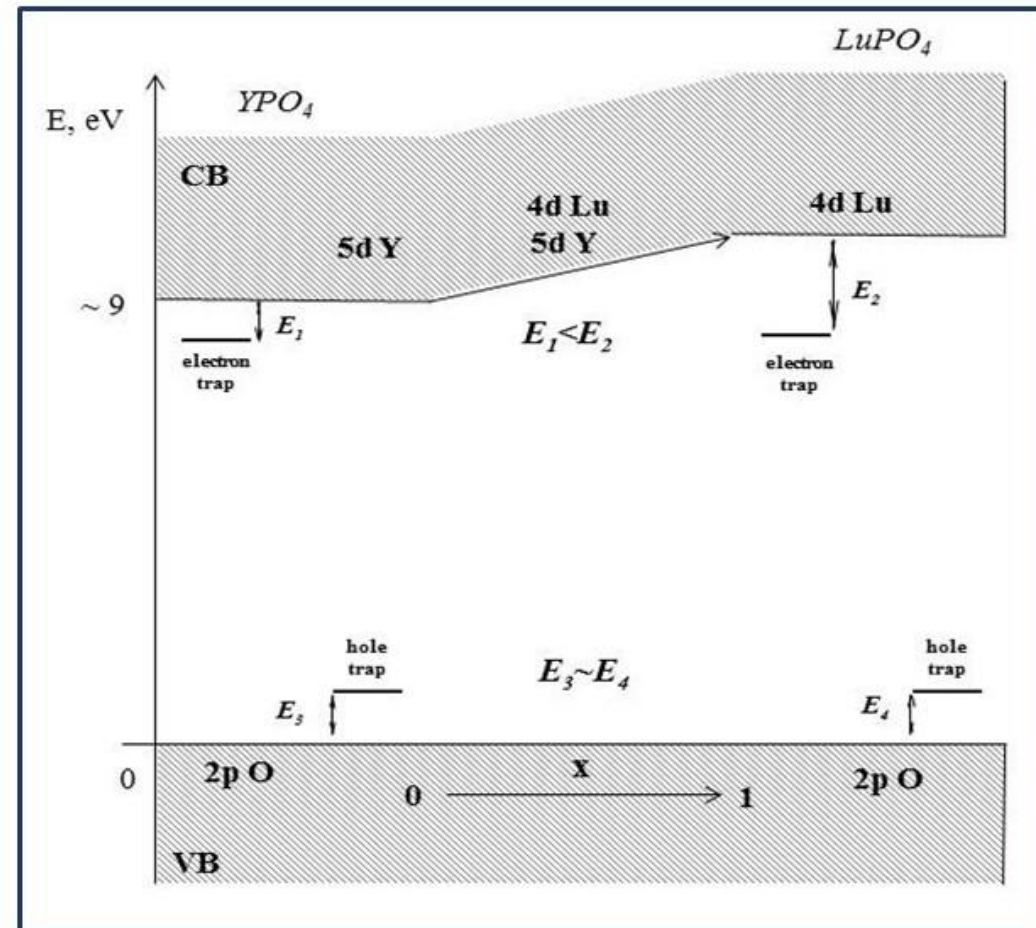 LuPO₄
YPO₄
E, eV
CB
4d Lu
5d Y
5d Y
4d Lu
~ 9
E₁
E₂
E₁<E₂
electron
trap
electron
trap
hole
trap
hole
trap
E₃~E₄
E₃
E₄
0
2p O
x
2p O
0
1
VB